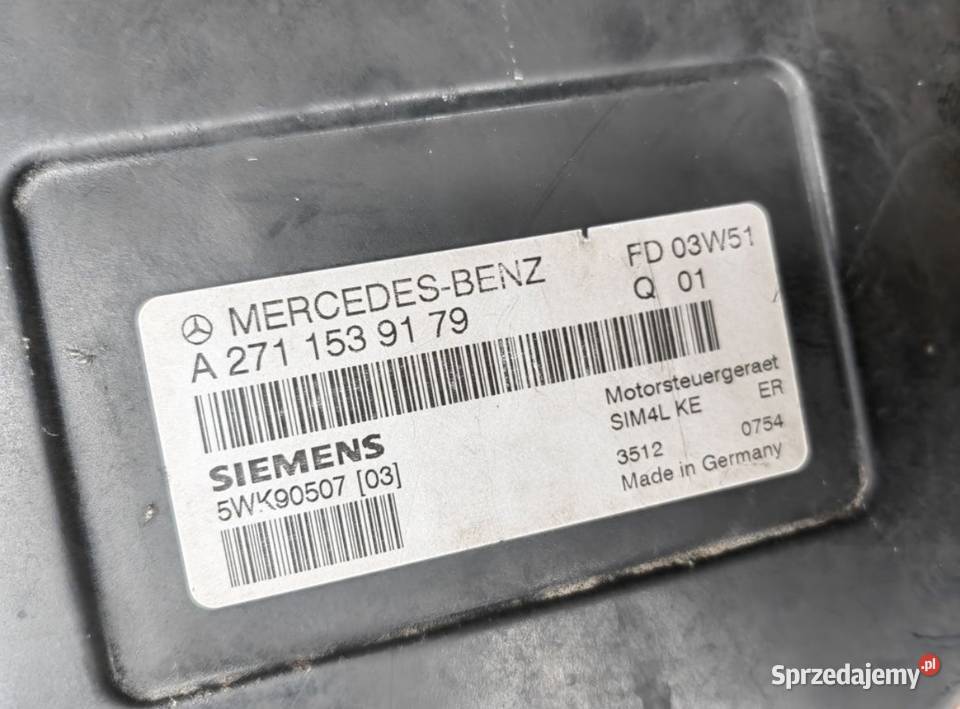 MERCEDES-BENZ
A 271 153 91 79
FD 03W51
Q 01
SIEMENS
5WK90507 [03]
Motorsteuergeraet
SIM4L KE ER
3512 0754
Made in Germany
Sprzedajemy.pl